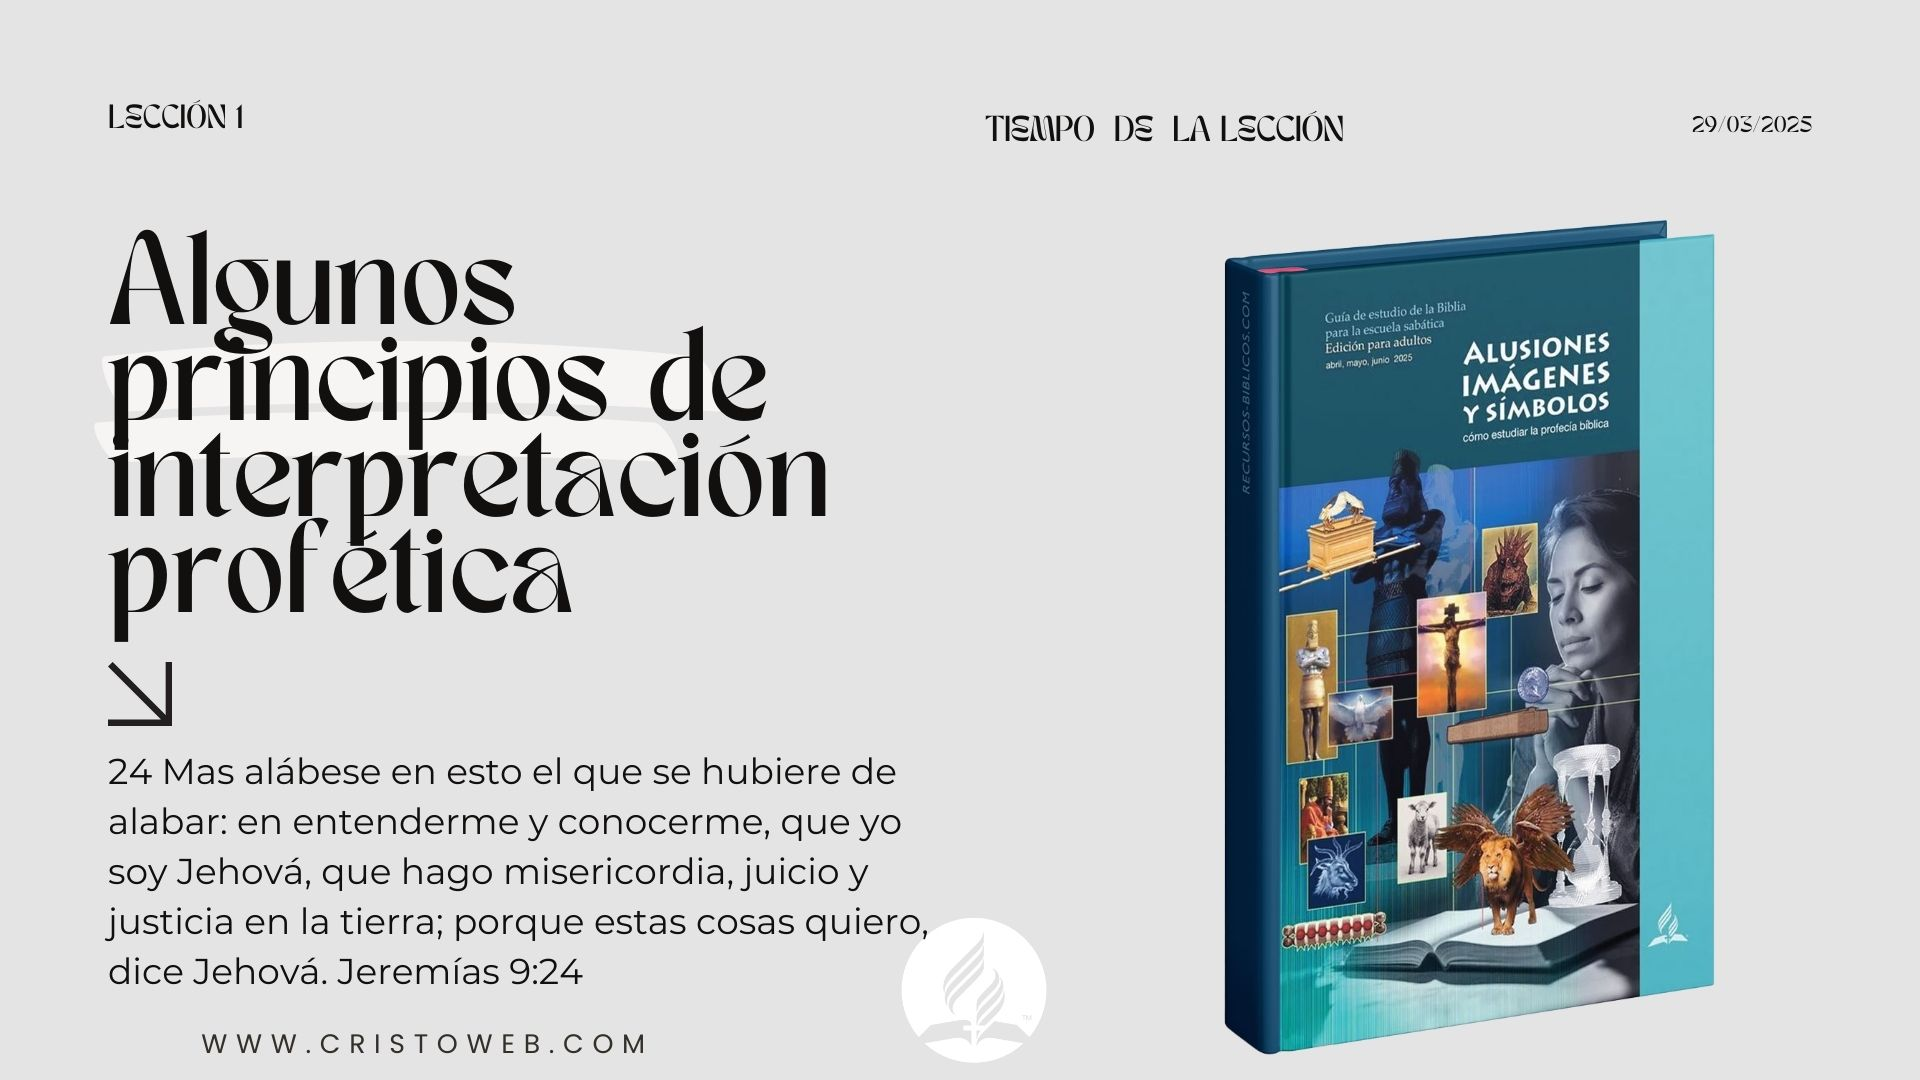 LECCIÓN 1
TIEMPO DE LA LECCIÓN
29/03/2025
Algunos
principios de
interpretación
profética
24 Mas alábese en esto el que se hubiere de
alabar: en entenderme y conocerme, que yo
soy Jehová, que hago misericordia, juicio y
justicia en la tierra; porque estas cosas quiero,
dice Jehová. Jeremías 9:24
WWW.CRISTOWEB.COM
RECURSOS-BIBLICOS.COM
Guía de estudio de la Biblia
para la escuela sabática
Edición para adultos
abril, mayo, junio 2025
ALUSIONES
IMÁGENES
Y SÍMBOLOS
cómo estudiar la profecía bíblica
TM